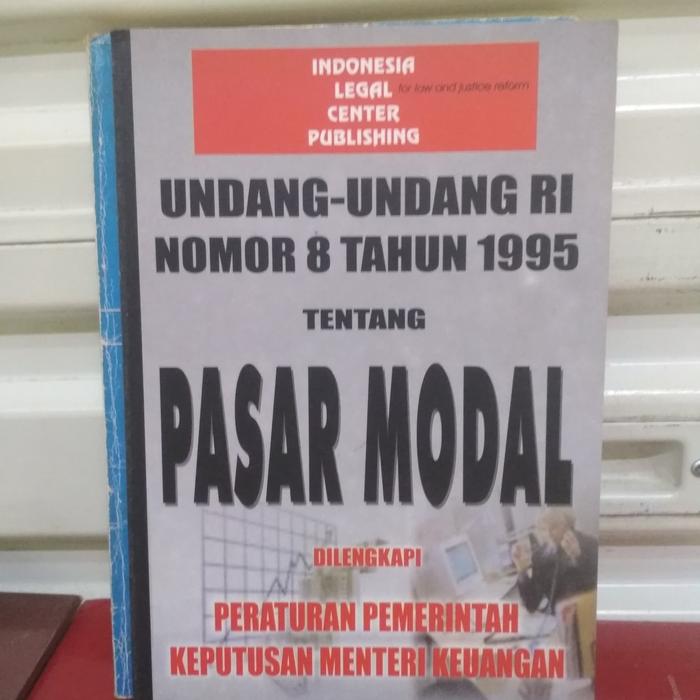 INDONESIA
LEGAL for law and justice reform
CENTER
PUBLISHING
UNDANG-UNDANG RI
NOMOR 8 TAHUN 1995
TENTANG
PASAR MODAL
DILENGKAPI
PERATURAN PEMERINTAH
KEPUTUSAN MENTERI KEUANGAN